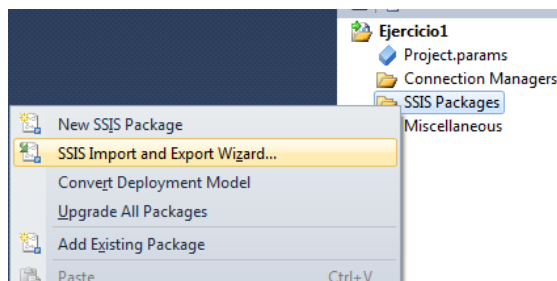 Ejercicio1
Project.params
Connection Managers
SSIS Packages
Miscellaneous
New SSIS Package
SSIS Import and Export Wizard...
Convert Deployment Model
Upgrade All Packages
Add Existing Package
Paste Ctrl+V